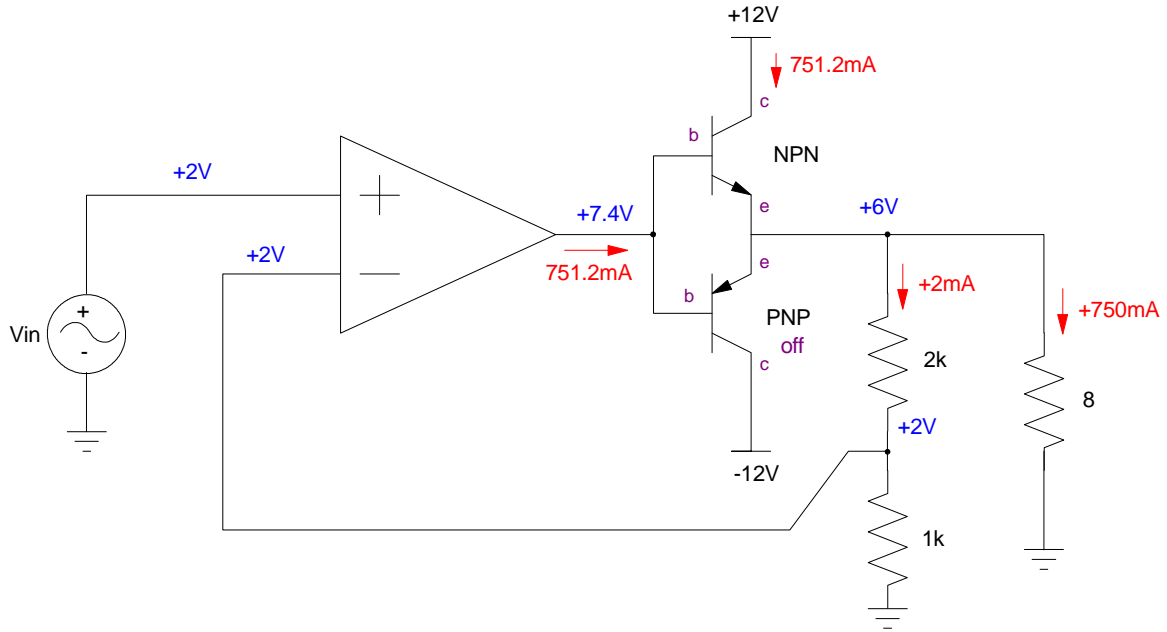 +12V
751.2mA
c
b
NPN
+2V
+
e
+7.4V
+6V
+2V
751.2mA
e
+2mA
b
PNP
+750mA
off
Vin
+
-
c
2k
8
+2V
-12V
1k